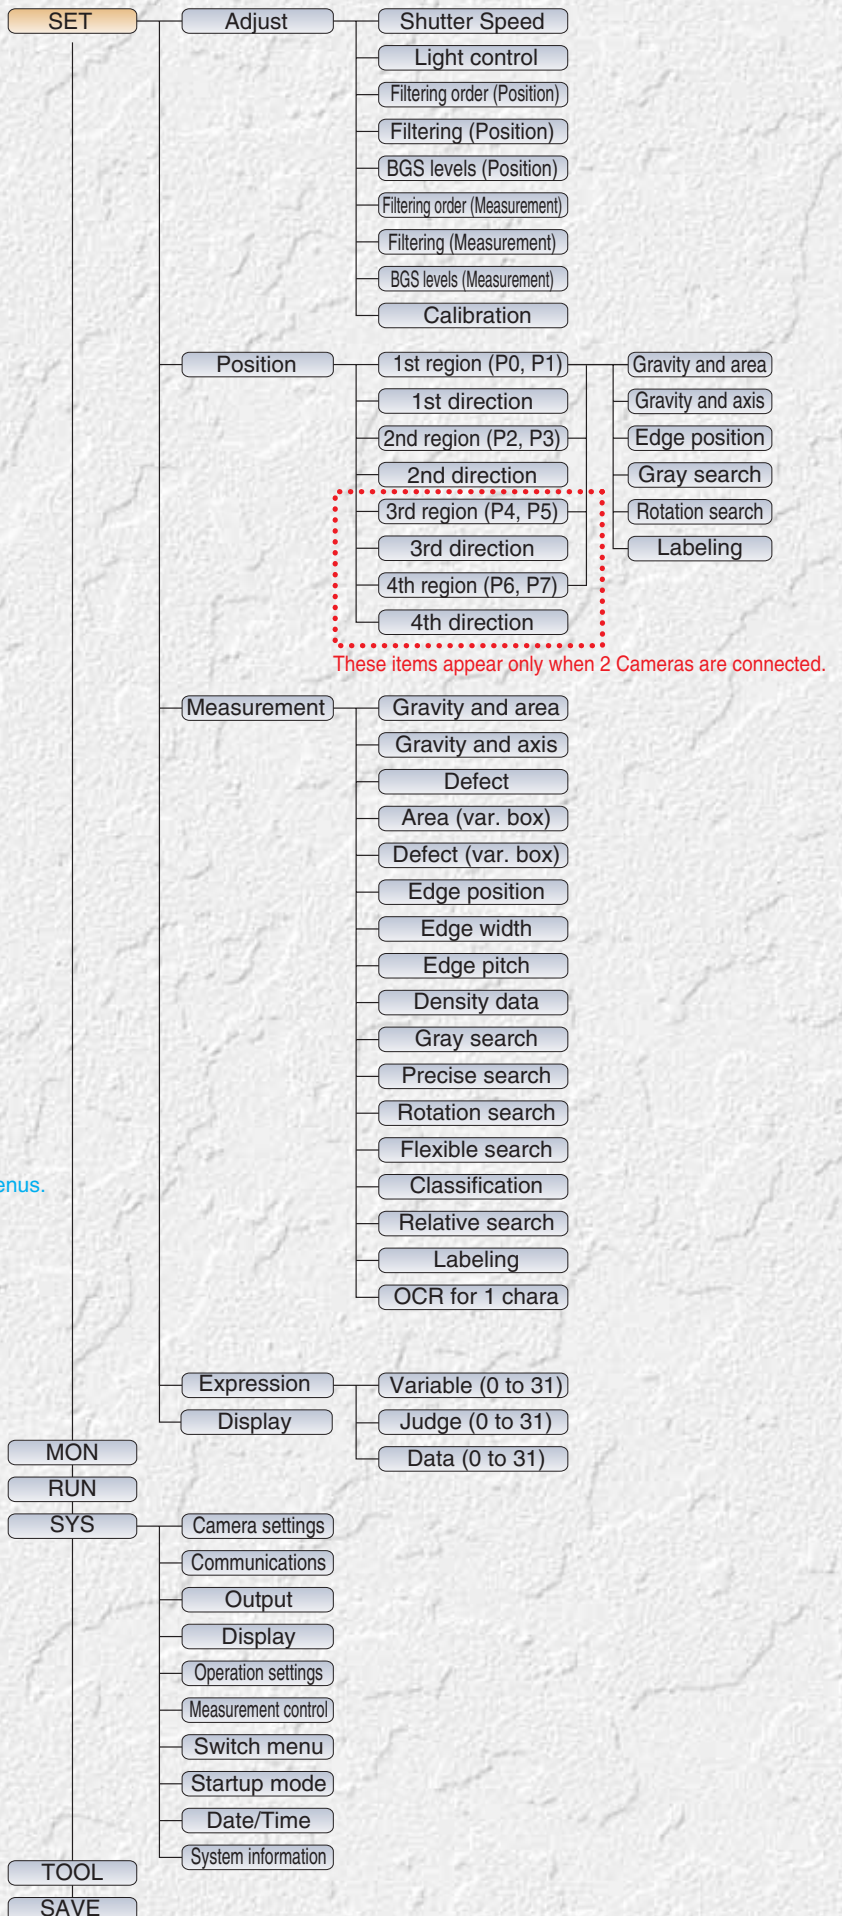 SET
Adjust
Shutter Speed
Light control
Filtering order (Position)
Filtering (Position)
BGS levels (Position)
Filtering order (Measurement)
Filtering (Measurement)
BGS levels (Measurement)
Calibration
Position
1st region (P0, P1)
1st direction
2nd region (P2, P3)
2nd direction
3rd region (P4, P5)
3rd direction
4th region (P6, P7)
4th direction
Gravity and area
Gravity and axis
Edge position
Gray search
Rotation search
Labeling
These items appear only when 2 Cameras are connected.
Measurement
Gravity and area
Gravity and axis
Defect
Area (var. box)
Defect (var. box)
Edge position
Edge width
Edge pitch
Density data
Gray search
Precise search
Rotation search
Flexible search
Classification
Relative search
Labeling
OCR for 1 chara
enus.
Expression
Variable (0 to 31)
Judge (0 to 31)
Data (0 to 31)
Display
MON
RUN
SYS
Camera settings
Communications
Output
Display
Operation settings
Measurement control
Switch menu
Startup mode
Date/Time
System information
TOOL
SAVE